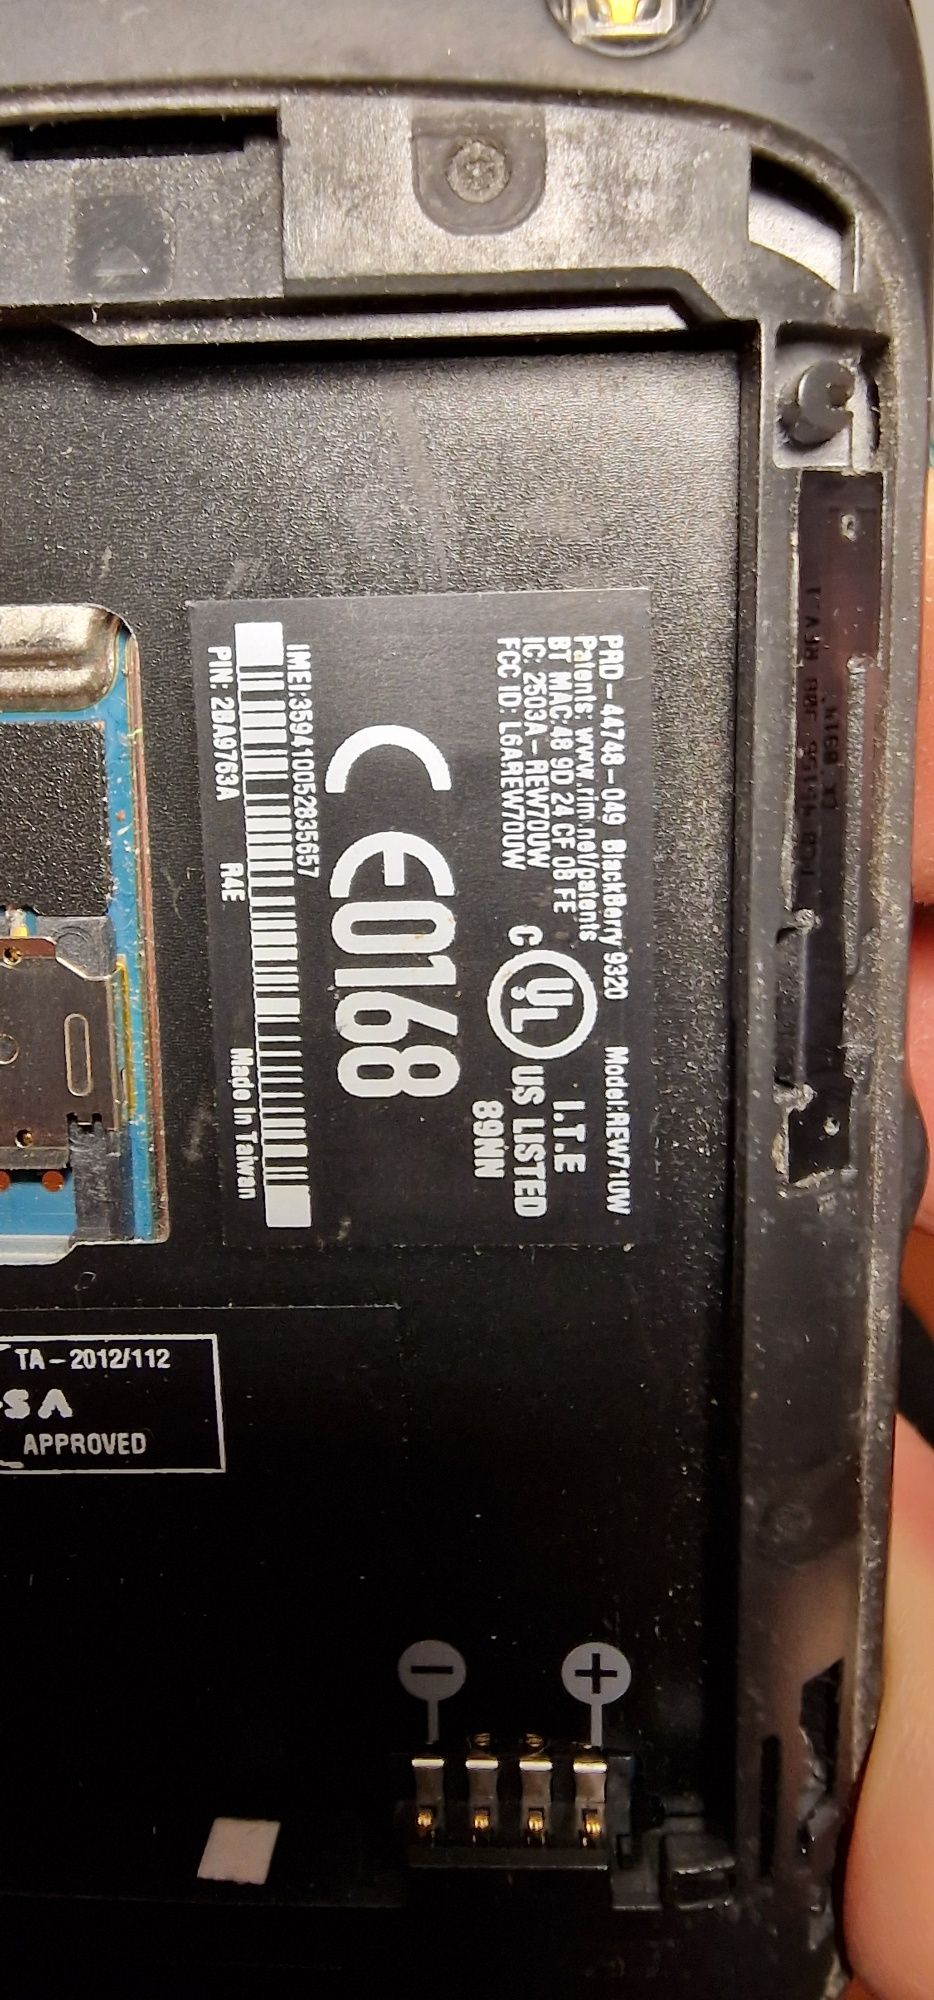 PRD-44748-049 BlackBerry 9320 Model:REW71UW
Patents: www.rim.net/patents
BT MAC:48 9D 24 CF 0B FE I.T.E
IC: 2503A-REW70UW C UL US LISTED
FCC ID: L6AREW70UW 89NN
CE0168
IMEI:359410052835657
PIN: 2BA9763A R4E Made in Taiwan
TA-2012/112
SA
APPROVED
− +